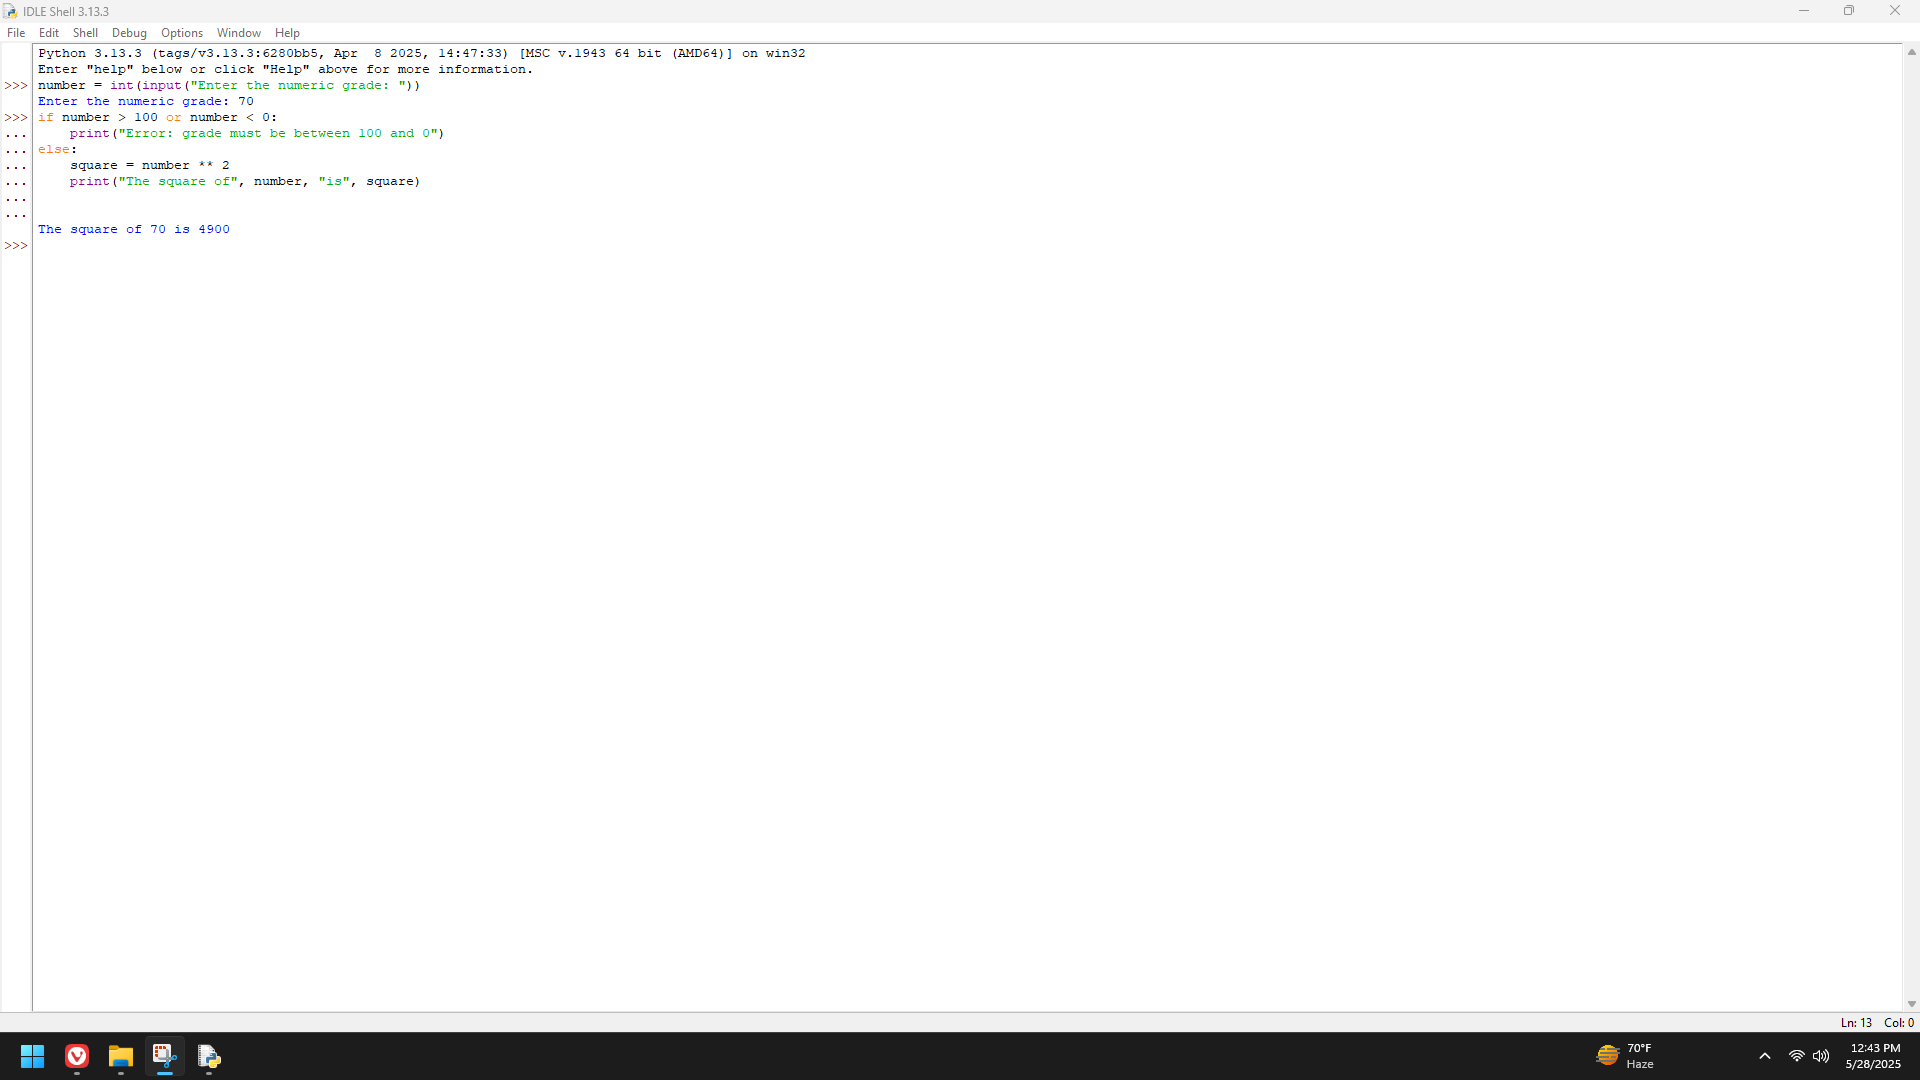 IDLE Shell 3.13.3
File Edit Shell Debug Options Window Help
Python 3.13.3 (tags/v3.13.3:6280bb5, Apr  8 2025, 14:47:33) [MSC v.1943 64 bit (AMD64)] on win32
Enter "help" below or click "Help" above for more information.
>>> number = int(input("Enter the numeric grade: "))
Enter the numeric grade: 70
>>> if number > 100 or number < 0:
...     print("Error: grade must be between 100 and 0")
... else:
...     square = number ** 2
...     print("The square of", number, "is", square)
...
...
The square of 70 is 4900
>>>
Ln: 13 Col: 0
70°F
Haze
12:43 PM
5/28/2025